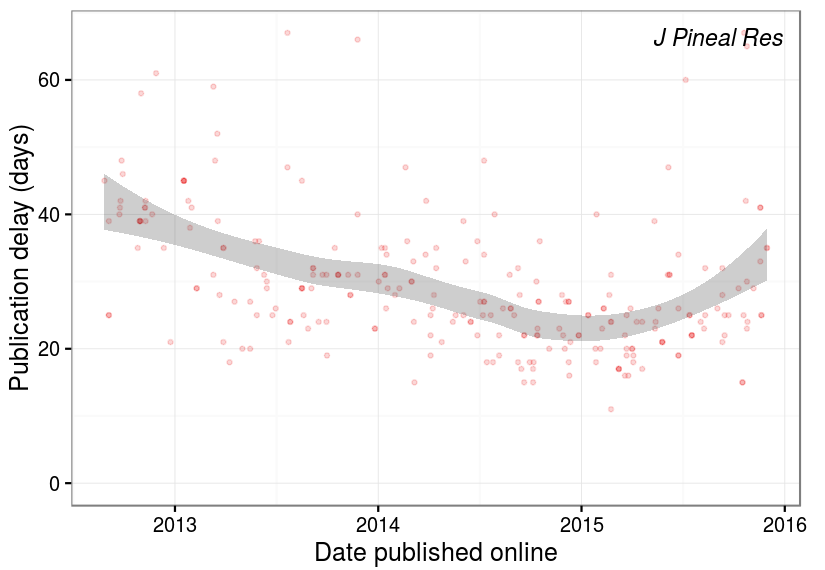 J Pineal Res
60
40
20
0
Publication delay (days)
2013 2014 2015 2016
Date published online